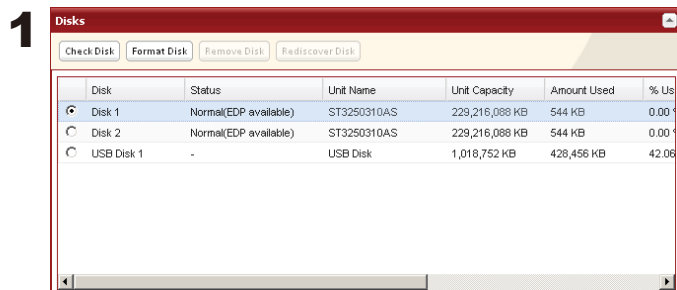 1
Disks
Check Disk Format Disk Remove Disk Rediscover Disk
Disk Status Unit Name Unit Capacity Amount Used % Us
Disk 1 Normal(EDP available) ST3250310AS 229,216,088 KB 544 KB 0.00
Disk 2 Normal(EDP available) ST3250310AS 229,216,088 KB 544 KB 0.00
USB Disk 1 - USB Disk 1,018,752 KB 428,456 KB 42.06